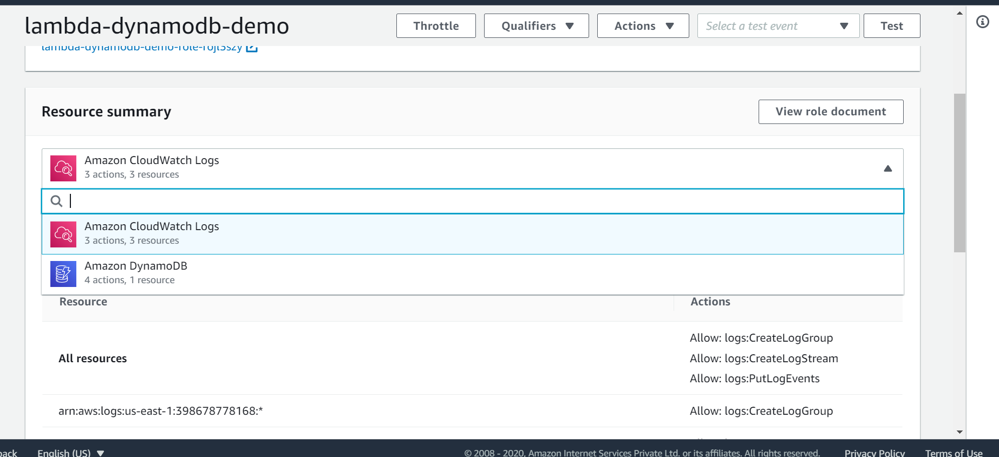 lambda-dynamodb-demo
Throttle
Qualifiers
Actions
Select a test event
Test
Resource summary
View role document
Amazon CloudWatch Logs
3 actions, 3 resources
Amazon CloudWatch Logs
3 actions, 3 resources
Amazon DynamoDB
4 actions, 1 resource
Resource
Actions
All resources
Allow: logs:CreateLogGroup
Allow: logs:CreateLogStream
Allow: logs:PutLogEvents
arn:aws:logs:us-east-1:398678778168:*
Allow: logs:CreateLogGroup
English (US)
© 2008 - 2020, Amazon Internet Services Private Ltd. or its affiliates. All rights reserved.
Privacy Policy
Terms of Use